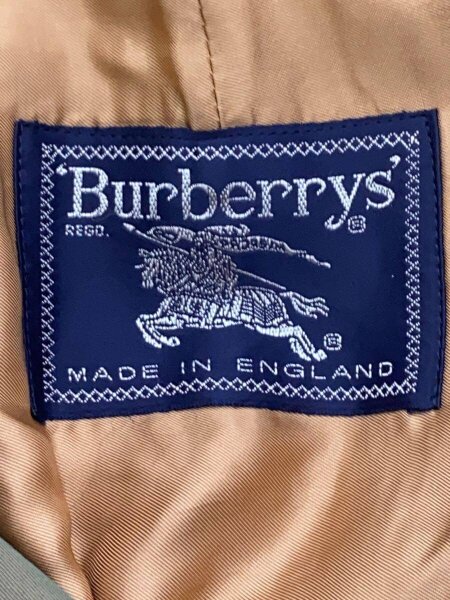 'Burberrys'
REGD. ®
®
MADE IN ENGLAND